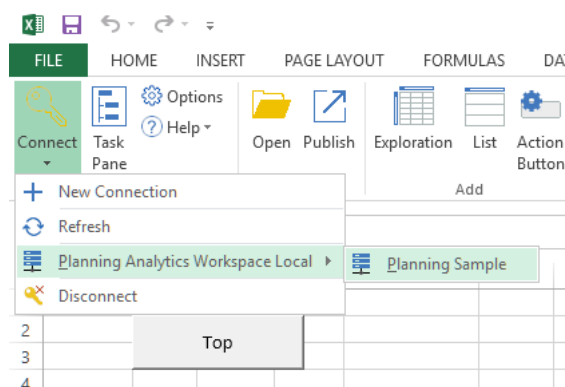 FILE HOME INSERT PAGE LAYOUT FORMULAS
Connect Task Pane Options
Help
Open Publish Exploration List Action Button
Add
New Connection
Refresh
Planning Analytics Workspace Local Planning Sample
Disconnect
2
Top
3
4